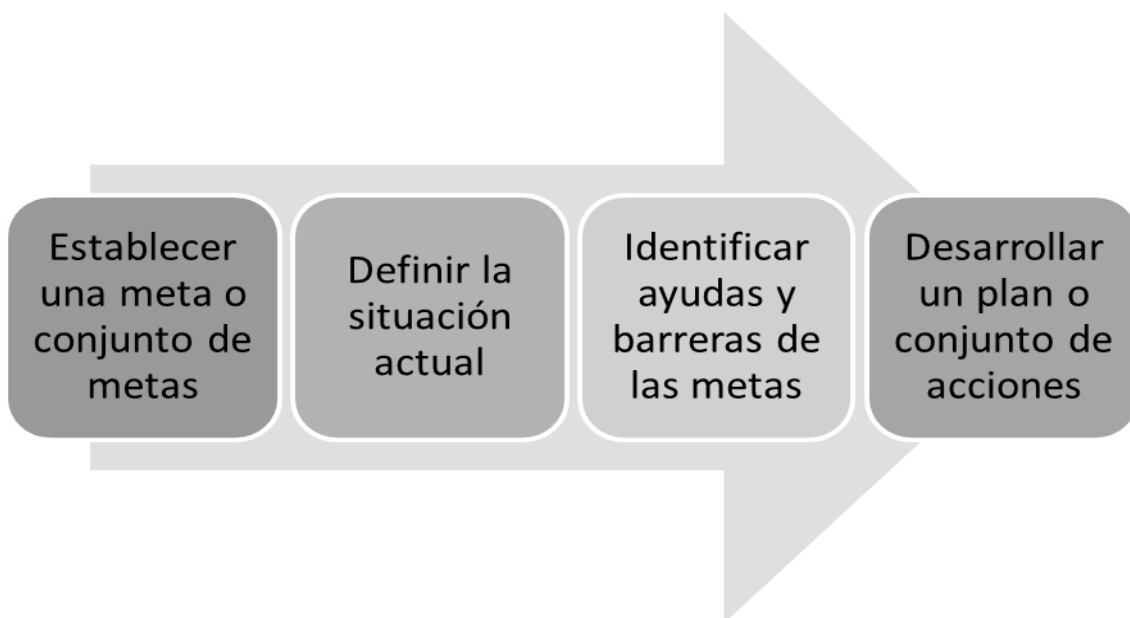 Establecer
una meta o
conjunto de
metas
Definir la
situación
actual
Identificar
ayudas y
barreras de
las metas
Desarrollar
un plan o
conjunto de
acciones